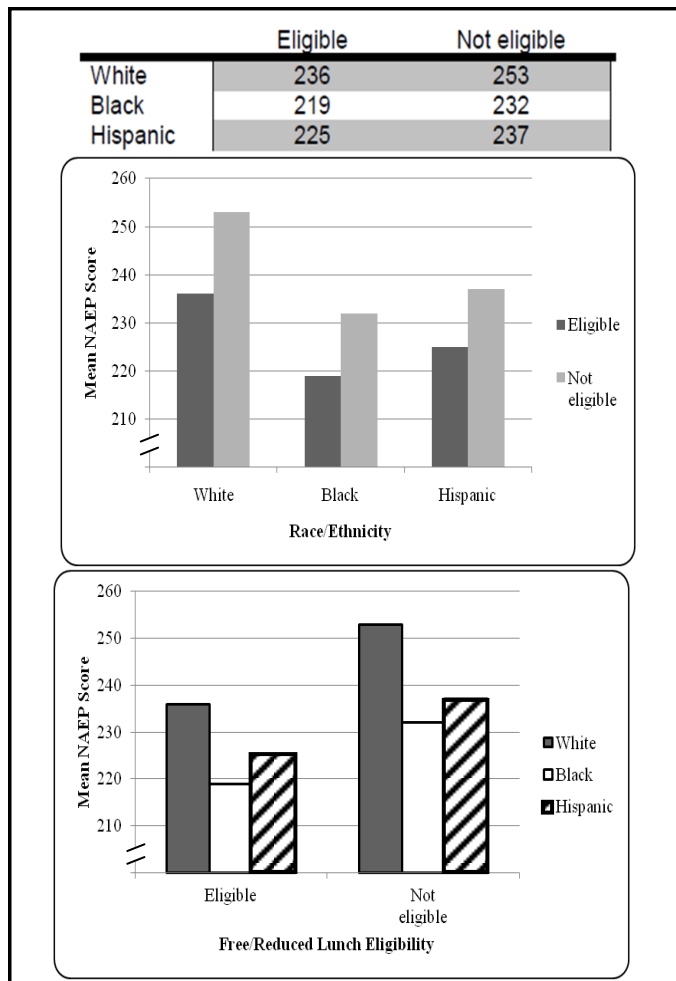 Eligible Not eligible
White 236 253
Black 219 232
Hispanic 225 237
260
250
240
230
220
210
Mean NAEP Score
White Black Hispanic
Race/Ethnicity
Eligible
Not
eligible
260
250
240
230
220
210
Mean NAEP Score
Eligible Not
eligible
Free/Reduced Lunch Eligibility
White
Black
Hispanic